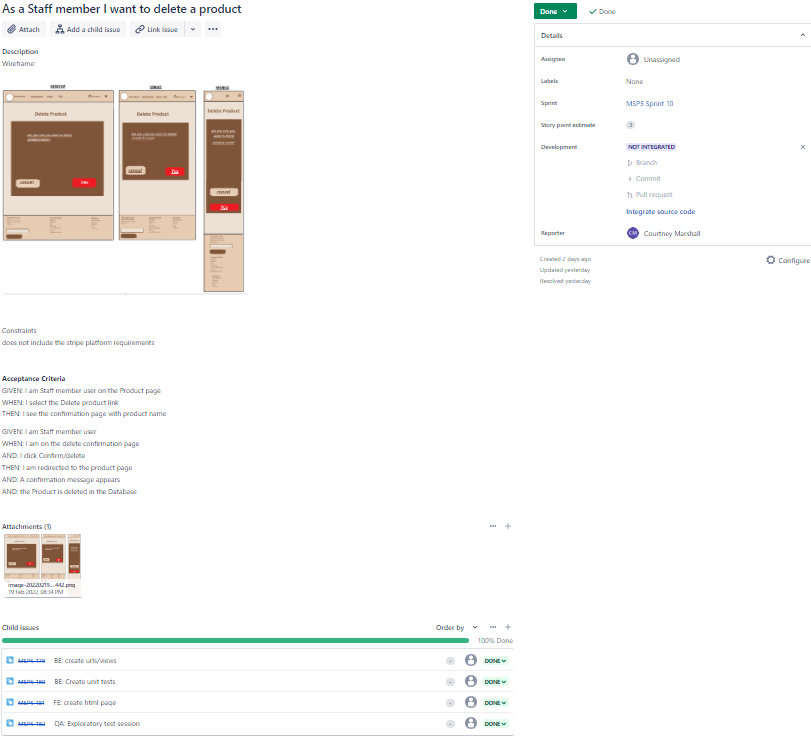 As a Staff member I want to delete a product
Attach
Add a child issue
Link issue
Description
Wireframe:
Delete Product
Delete Product
Delete Product
Yes
Yes
Constraints
does not include the stripe platform requirements
Acceptance Criteria
GIVEN: I am Staff member user on the Product page
WHEN: I select the Delete product link
THEN: I see the confirmation page with product name
GIVEN: I am Staff member user
WHEN: I am on the delete confirmation page
AND: I click Confirm/delete
THEN: I am redirected to the product page
AND: A confirmation message appears
AND: the Product is deleted in the Database
Attachments (1)
image-20220219...442.png
19 Feb 2022, 08:34 PM
Child issues
Order by
100% Done
MSP5-179 BE: create urls/views - DONE
MSP5-180 BE: Create unit tests - DONE
MSP5-181 FE: create html page - DONE
MSP5-182 QA: Exploratory test session - DONE
Done
Done
Details
Assignee Unassigned
Labels None
Sprint MSP5 Sprint 10
Story point estimate 3
Development NOT INTEGRATED
Branch
Commit
Pull request
Integrate source code
Reporter CM Courtney Marshall
Created 2 days ago
Updated yesterday
Resolved yesterday
Configure